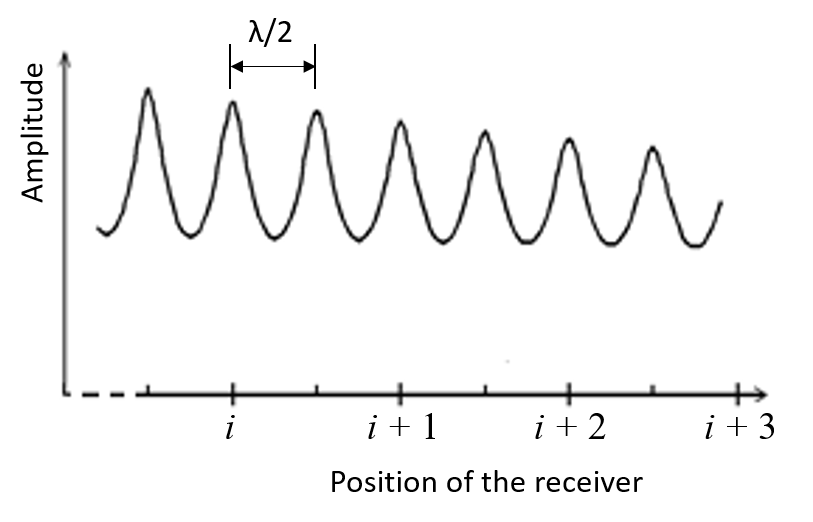 λ/2
Amplitude
i
i + 1
i + 2
i + 3
Position of the receiver